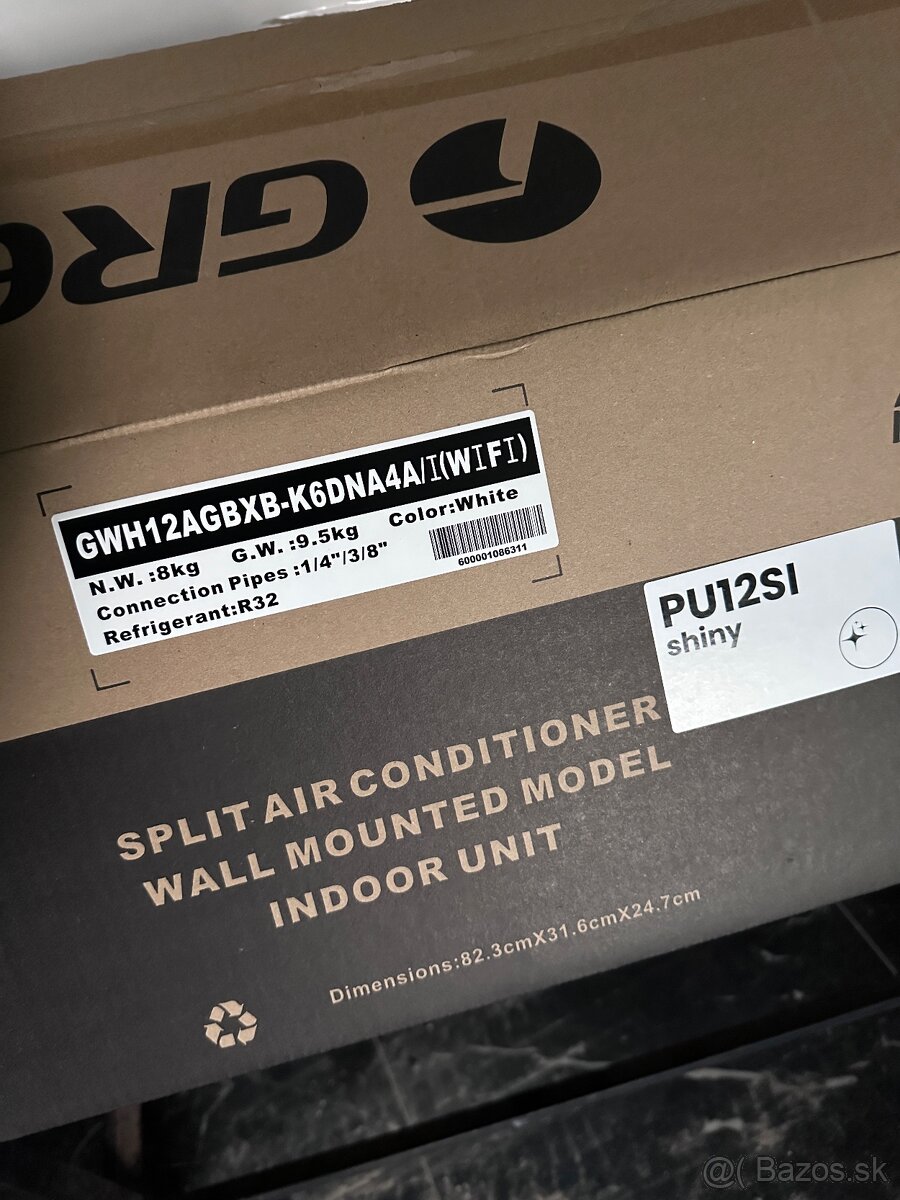 GRe
GWH12AGBXB-K6DNA4A/I(WIFI)
N.W. :8kg G.W. :9.5kg Color:White
Connection Pipes :1/4"/3/8"
Refrigerant:R32
600001086311
PU12SI
shiny
SPLIT AIR CONDITIONER
WALL MOUNTED MODEL
INDOOR UNIT
Dimensions:82.3cmX31.6cmX24.7cm
@( Bazos.sk